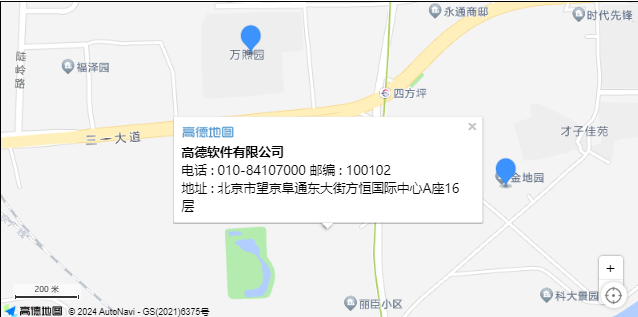 永通商邸
时代先锋
万煦园
陡岭路
福泽园
四方坪
三一大道
才子佳苑
高德地图
×
高德软件有限公司
电话 : 010-84107000 邮编 : 100102
地址 : 北京市望京阜通东大街方恒国际中心A座16
层
金地园
+
200 米
丽臣小区
科大景园
高德地图 © 2024 AutoNavi - GS(2021)6375号